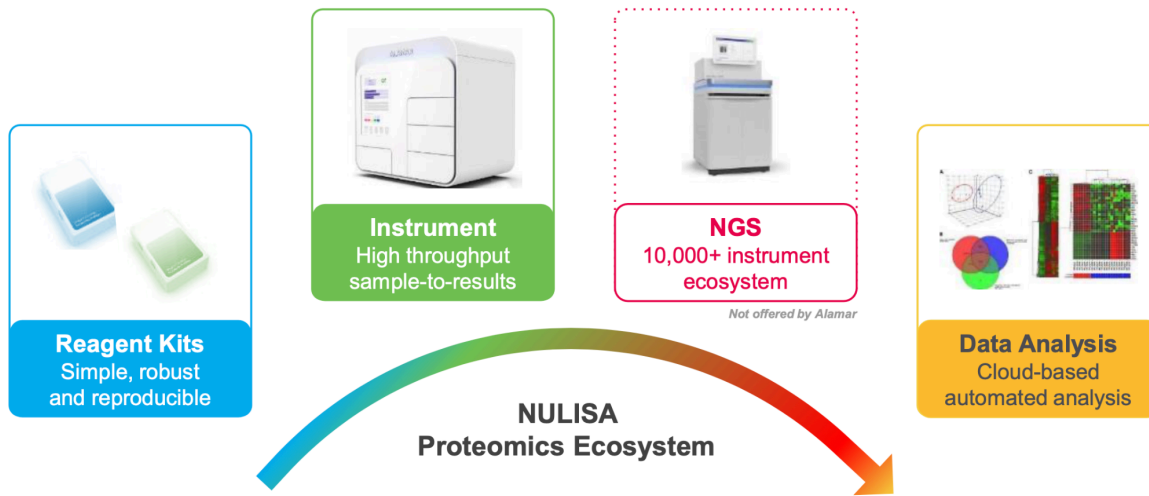 ALAMAR
Instrument
High throughput
sample-to-results
NGS
10,000+ instrument
ecosystem
Not offered by Alamar
Reagent Kits
Simple, robust
and reproducible
A
B
C
Data Analysis
Cloud-based
automated analysis
NULISA
Proteomics Ecosystem